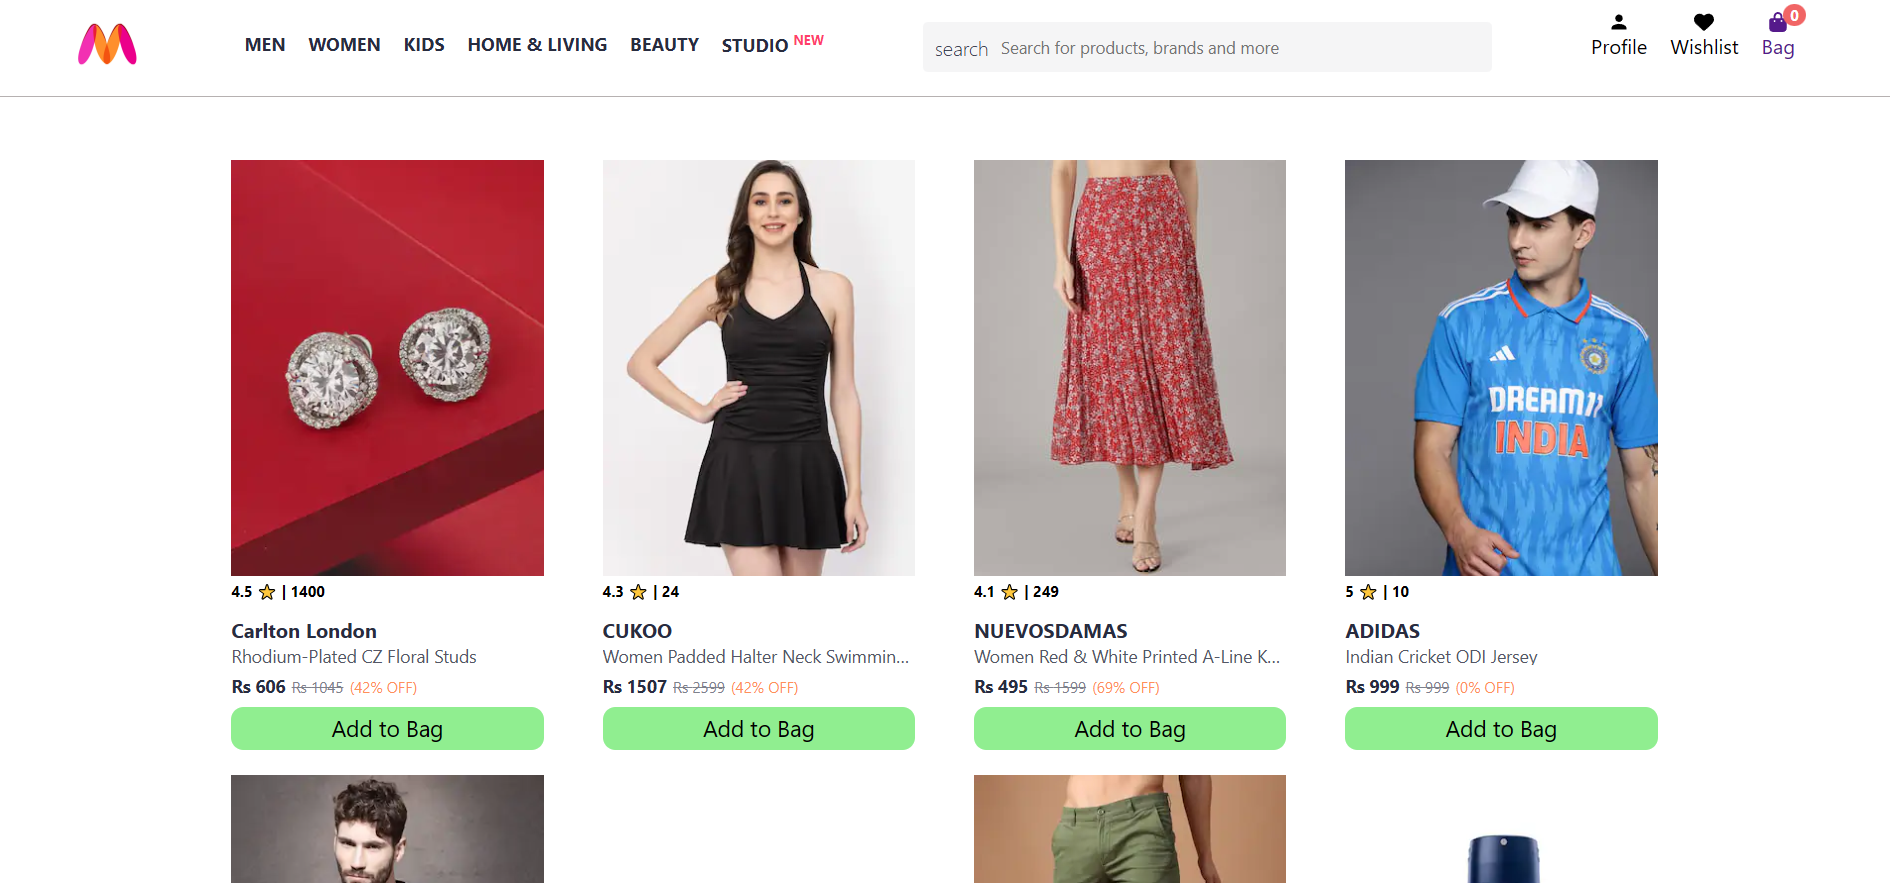 MEN WOMEN KIDS HOME & LIVING BEAUTY STUDIO NEW
search Search for products, brands and more
Profile Wishlist Bag 0
DREAM11
INDIA
4.5 | 1400
Carlton London
Rhodium-Plated CZ Floral Studs
Rs 606 Rs 1045 (42% OFF)
Add to Bag
4.3 | 24
CUKOO
Women Padded Halter Neck Swimmin...
Rs 1507 Rs 2599 (42% OFF)
Add to Bag
4.1 | 249
NUEVOSDAMAS
Women Red & White Printed A-Line K...
Rs 495 Rs 1599 (69% OFF)
Add to Bag
5 | 10
ADIDAS
Indian Cricket ODI Jersey
Rs 999 Rs 999 (0% OFF)
Add to Bag